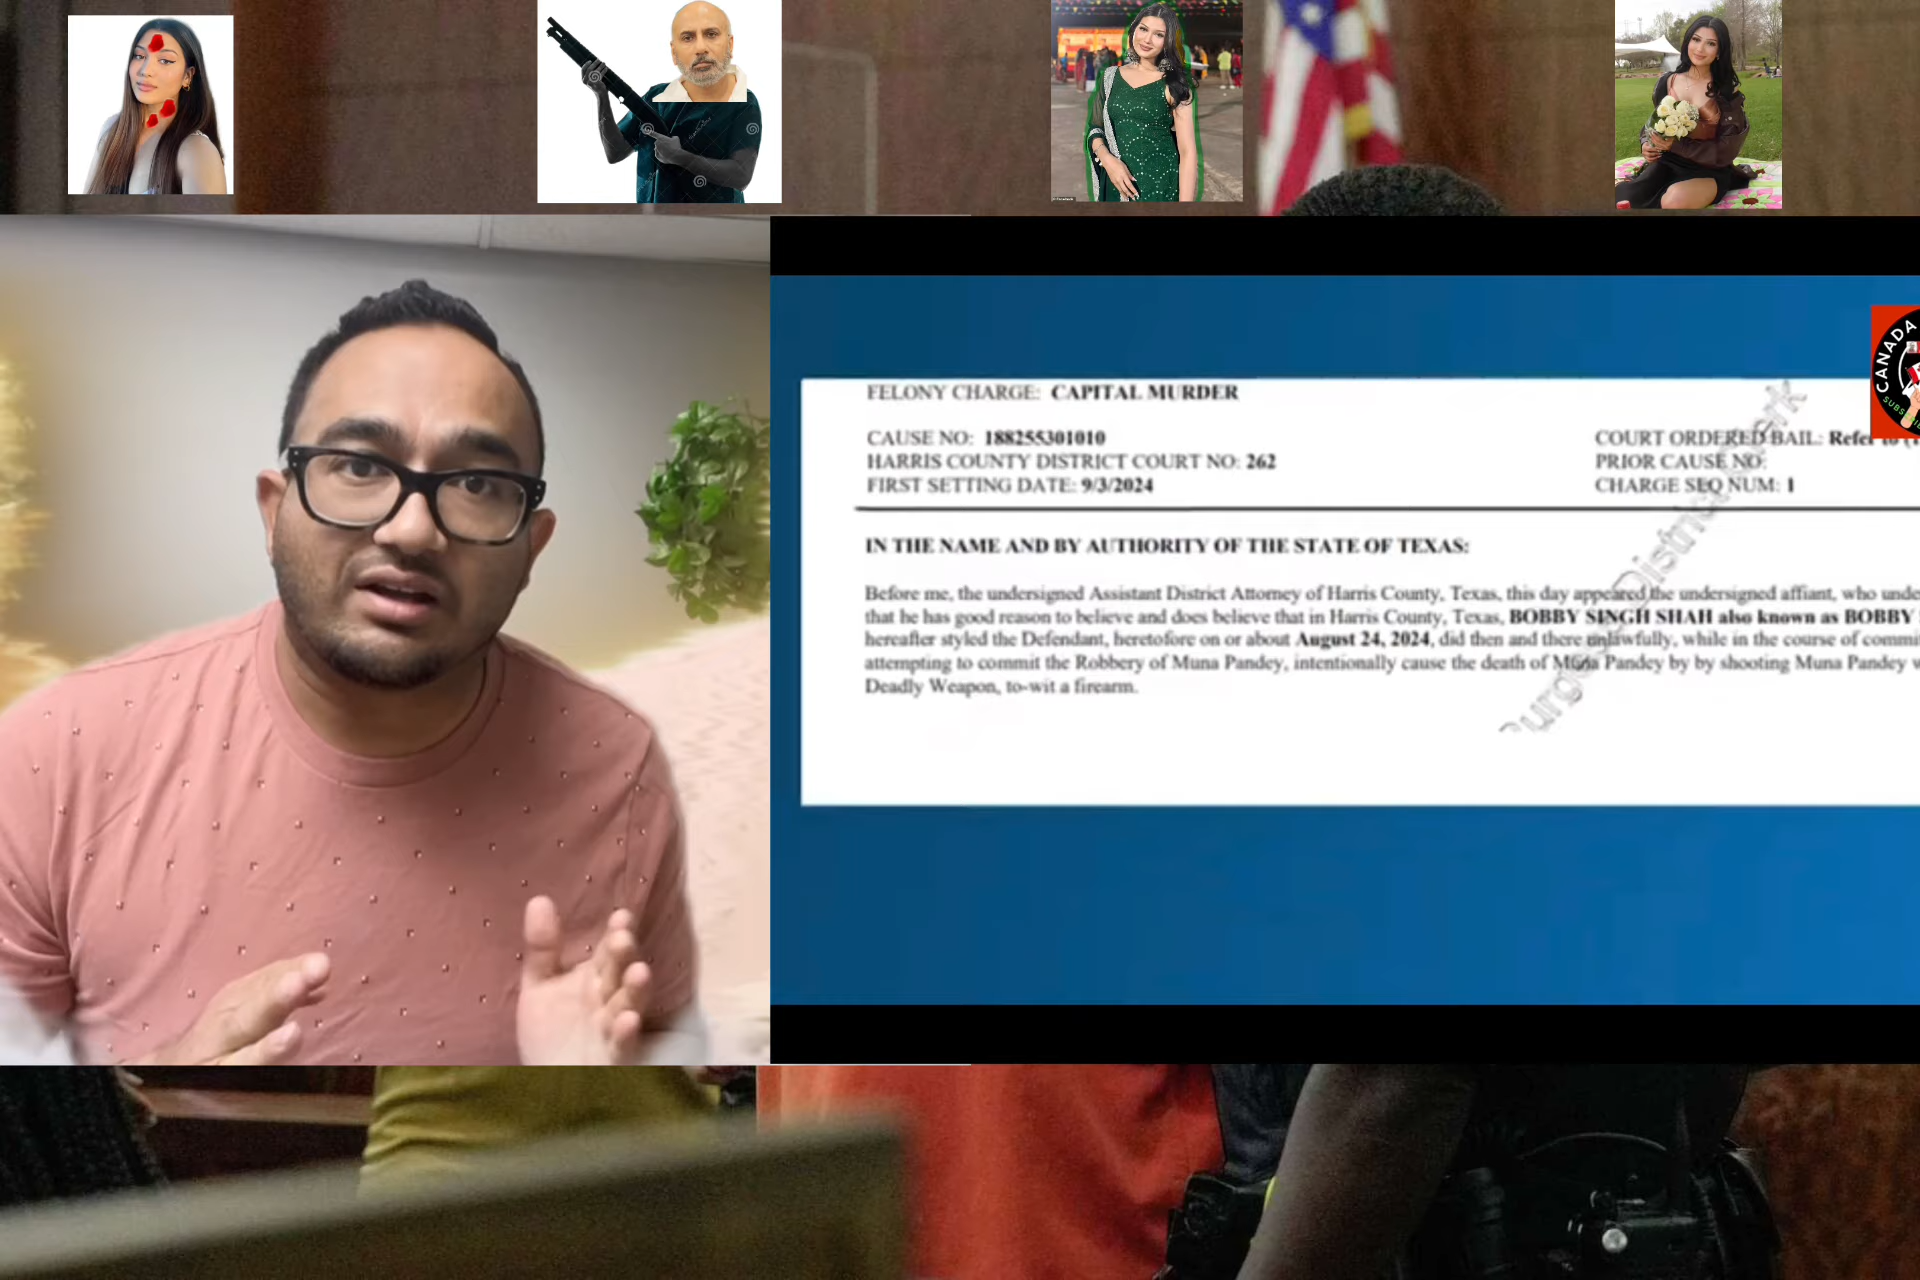 CANADA
SUBS
FELONY CHARGE: CAPITAL MURDER
CAUSE NO: 188255301010
HARRIS COUNTY DISTRICT COURT NO: 262
FIRST SETTING DATE: 9/3/2024
COURT ORDERED BAIL: Refer to
PRIOR CAUSE NO:
CHARGE SEQ NUM: 1
IN THE NAME AND BY AUTHORITY OF THE STATE OF TEXAS:
Before me, the undersigned Assistant District Attorney of Harris County, Texas, this day appeared the undersigned affiant, who unde
that he has good reason to believe and does believe that in Harris County, Texas, BOBBY SINGH SHAH also known as BOBBY
hereafter styled the Defendant, heretofore on or about August 24, 2024, did then and there unlawfully, while in the course of commi
attempting to commit the Robbery of Muna Pandey, intentionally cause the death of Muna Pandey by by shooting Muna Pandey w
Deadly Weapon, to-wit a firearm.